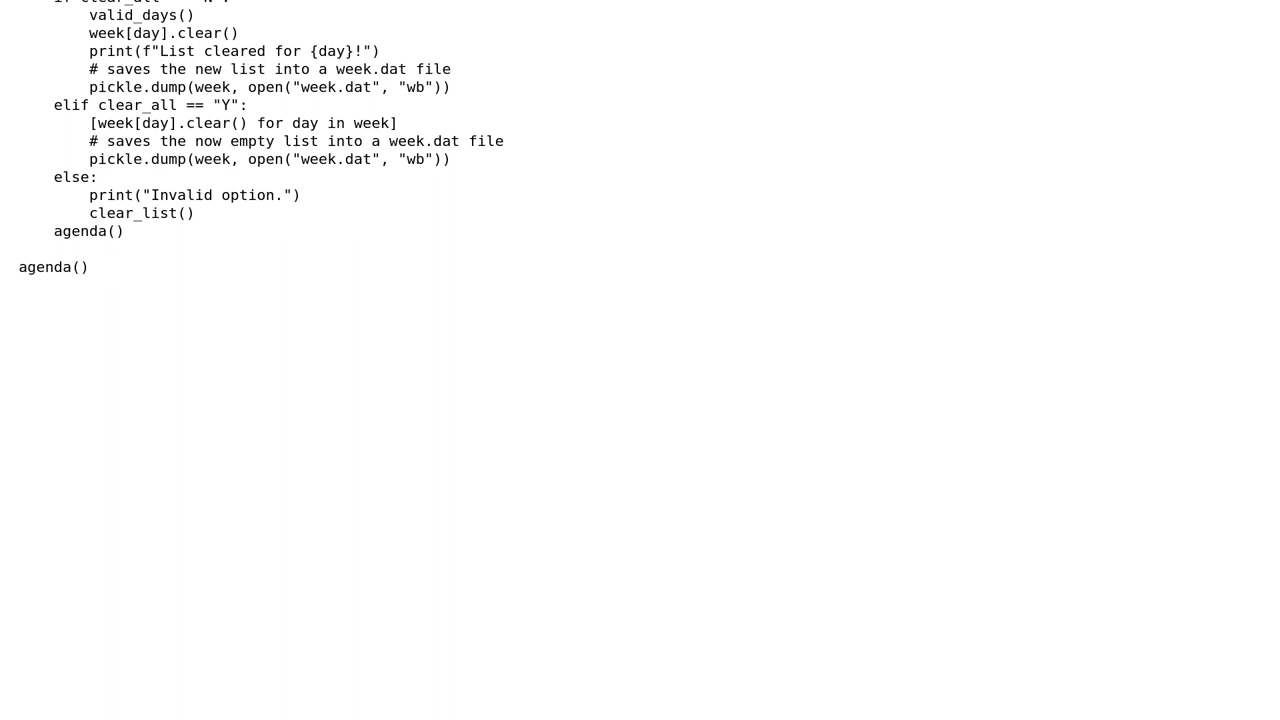 valid_days()
        week[day].clear()
        print(f"List cleared for {day}!")
        # saves the new list into a week.dat file
        pickle.dump(week, open("week.dat", "wb"))
    elif clear_all == "Y":
        [week[day].clear() for day in week]
        # saves the now empty list into a week.dat file
        pickle.dump(week, open("week.dat", "wb"))
    else:
        print("Invalid option.")
        clear_list()
    agenda()

agenda()